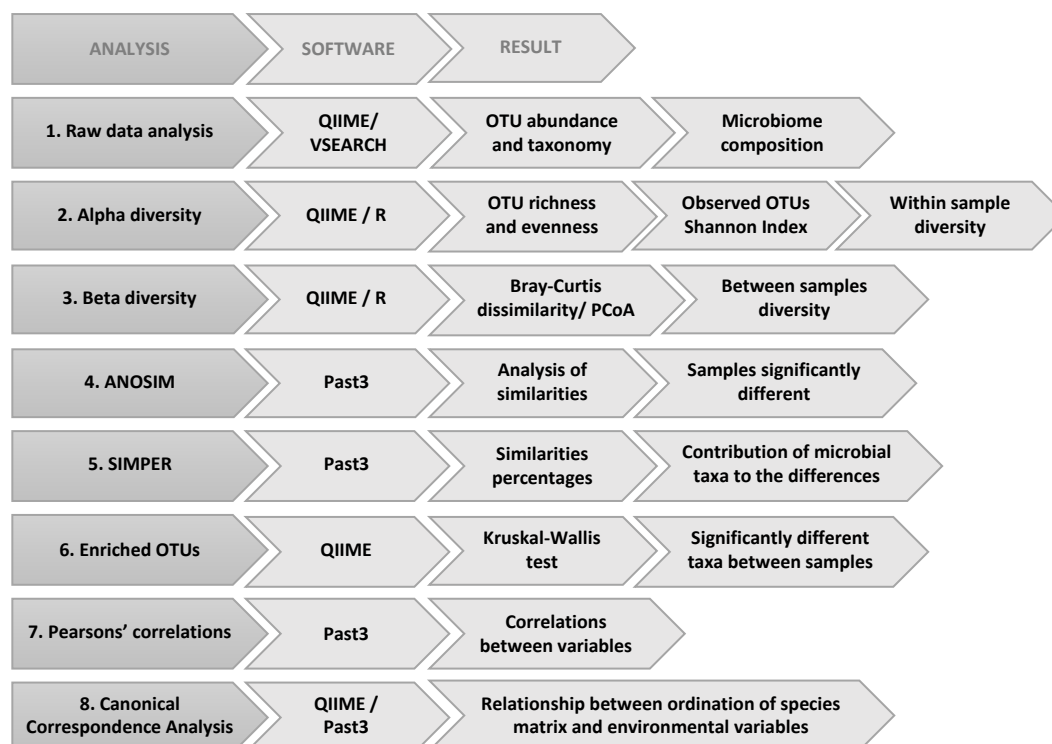 ANALYSIS
SOFTWARE
RESULT
1. Raw data analysis
QIIME/
VSEARCH
OTU abundance
and taxonomy
Microbiome
composition
2. Alpha diversity
QIIME / R
OTU richness
and evenness
Observed OTUs
Shannon Index
Within sample
diversity
3. Beta diversity
QIIME / R
Bray-Curtis
dissimilarity/ PCoA
Between samples
diversity
4. ANOSIM
Past3
Analysis of
similarities
Samples significantly
different
5. SIMPER
Past3
Similarities
percentages
Contribution of microbial
taxa to the differences
6. Enriched OTUs
QIIME
Kruskal-Wallis
test
Significantly different
taxa between samples
7. Pearsons’ correlations
Past3
Correlations
between variables
8. Canonical
Correspondence Analysis
QIIME /
Past3
Relationship between ordination of species
matrix and environmental variables